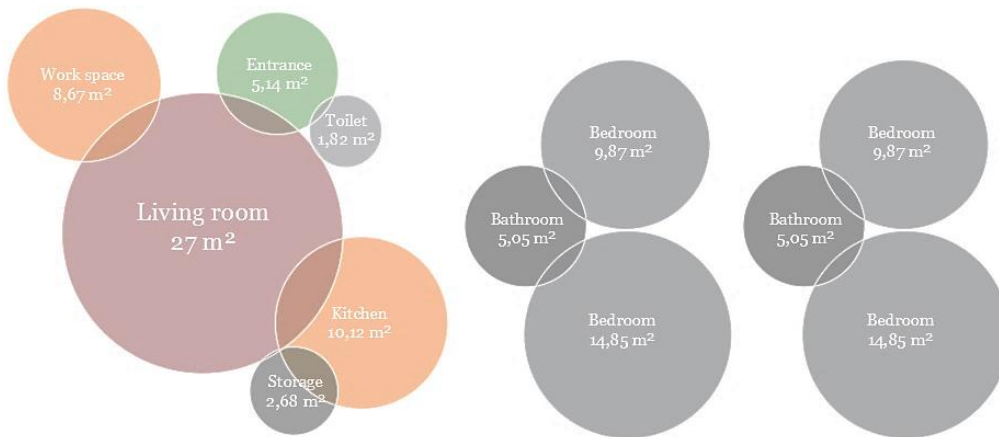 Work space
8,67 m²
Entrance
5,14 m²
Toilet
1,82 m²
Living room
27 m²
Kitchen
10,12 m²
Storage
2,68 m²
Bedroom
9,87 m²
Bathroom
5,05 m²
Bedroom
14,85 m²
Bedroom
9,87 m²
Bathroom
5,05 m²
Bedroom
14,85 m²